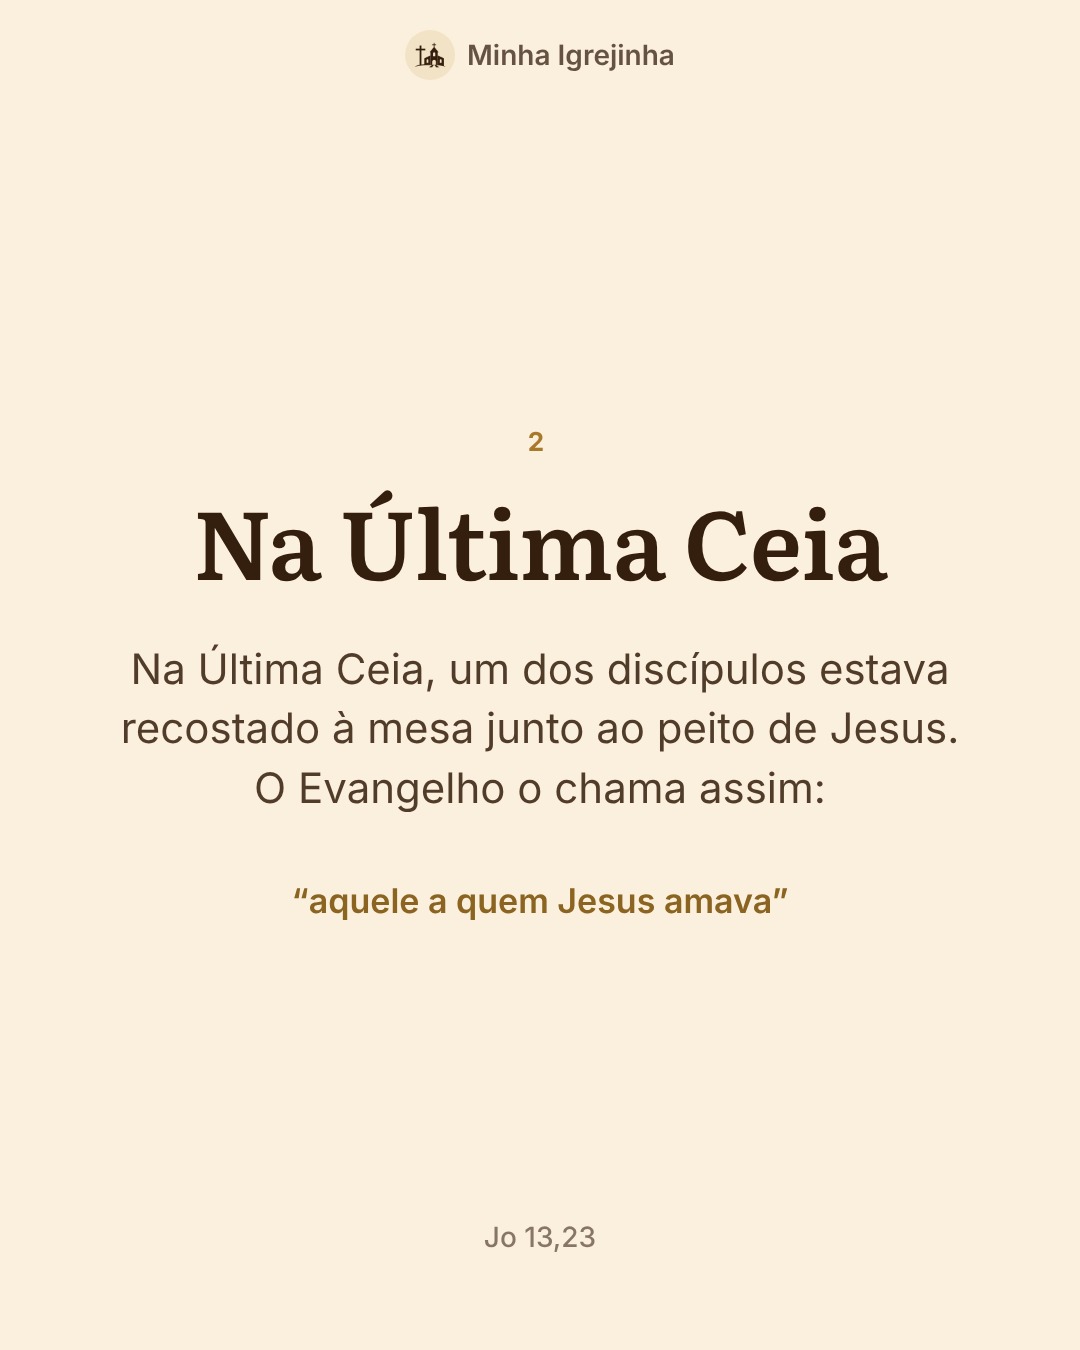 Minha Igrejinha
2
Na Última Ceia
Na Última Ceia, um dos discípulos estava
recostado à mesa junto ao peito de Jesus.
O Evangelho o chama assim:
“aquele a quem Jesus amava”
Jo 13,23